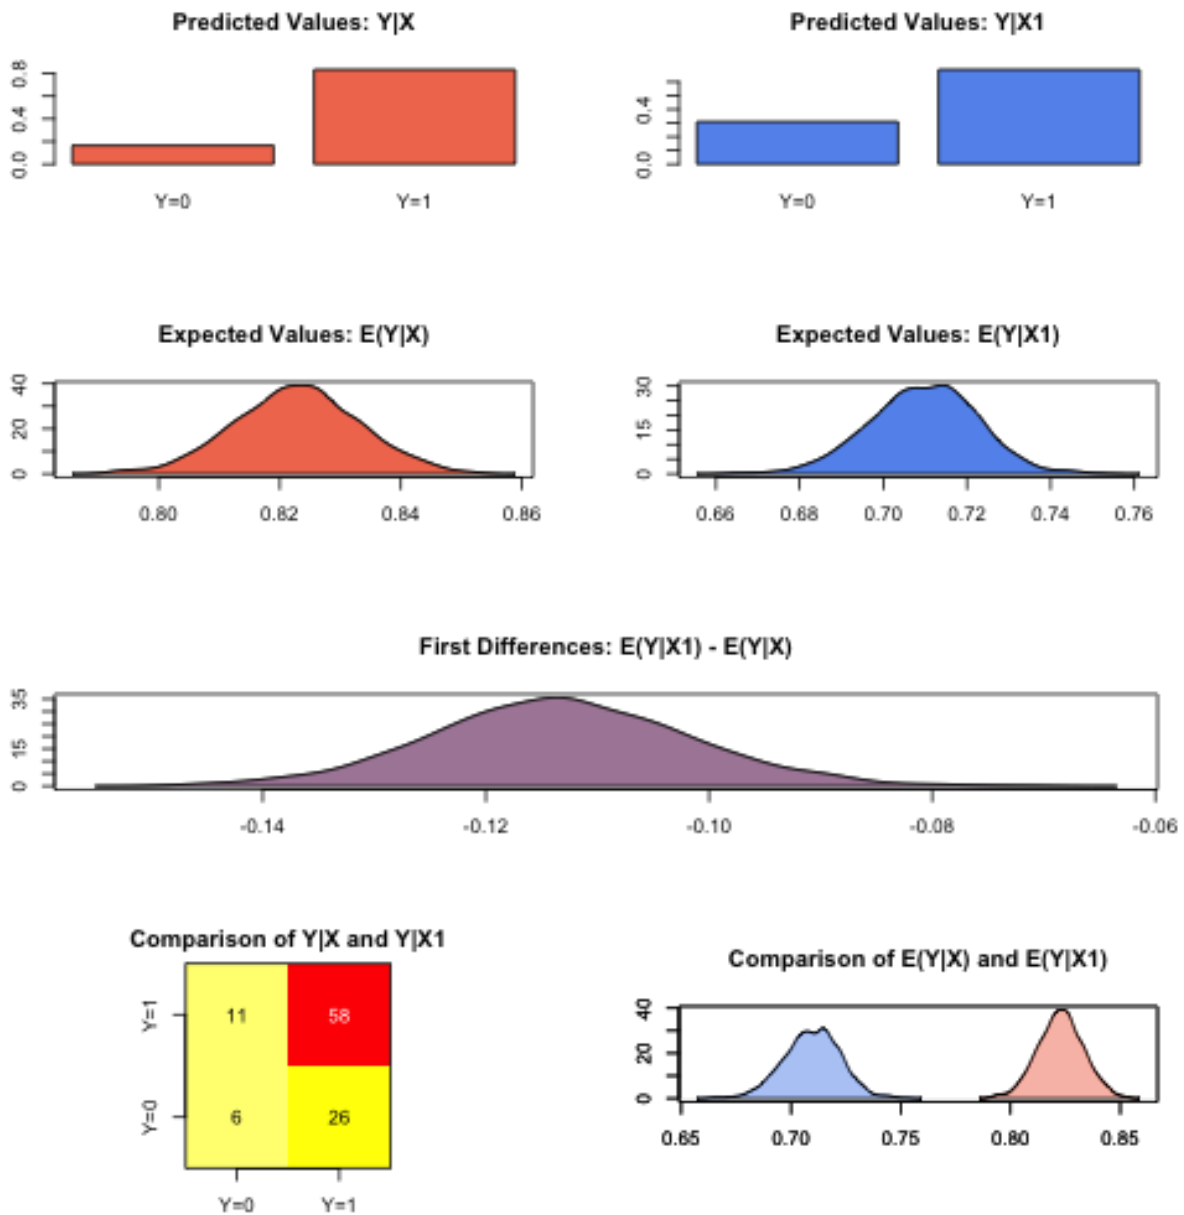 Predicted Values: Y|X
0.0 0.4 0.8
Y=0 Y=1
Predicted Values: Y|X1
0.0 0.4
Y=0 Y=1
Expected Values: E(Y|X)
0 20 40
0.80 0.82 0.84 0.86
Expected Values: E(Y|X1)
0 15 30
0.66 0.68 0.70 0.72 0.74 0.76
First Differences: E(Y|X1) - E(Y|X)
0 15 35
-0.14 -0.12 -0.10 -0.08 -0.06
Comparison of Y|X and Y|X1
Y=1 11 58
Y=0 6 26
Y=0 Y=1
Comparison of E(Y|X) and E(Y|X1)
0 20 40
0.65 0.70 0.75 0.80 0.85